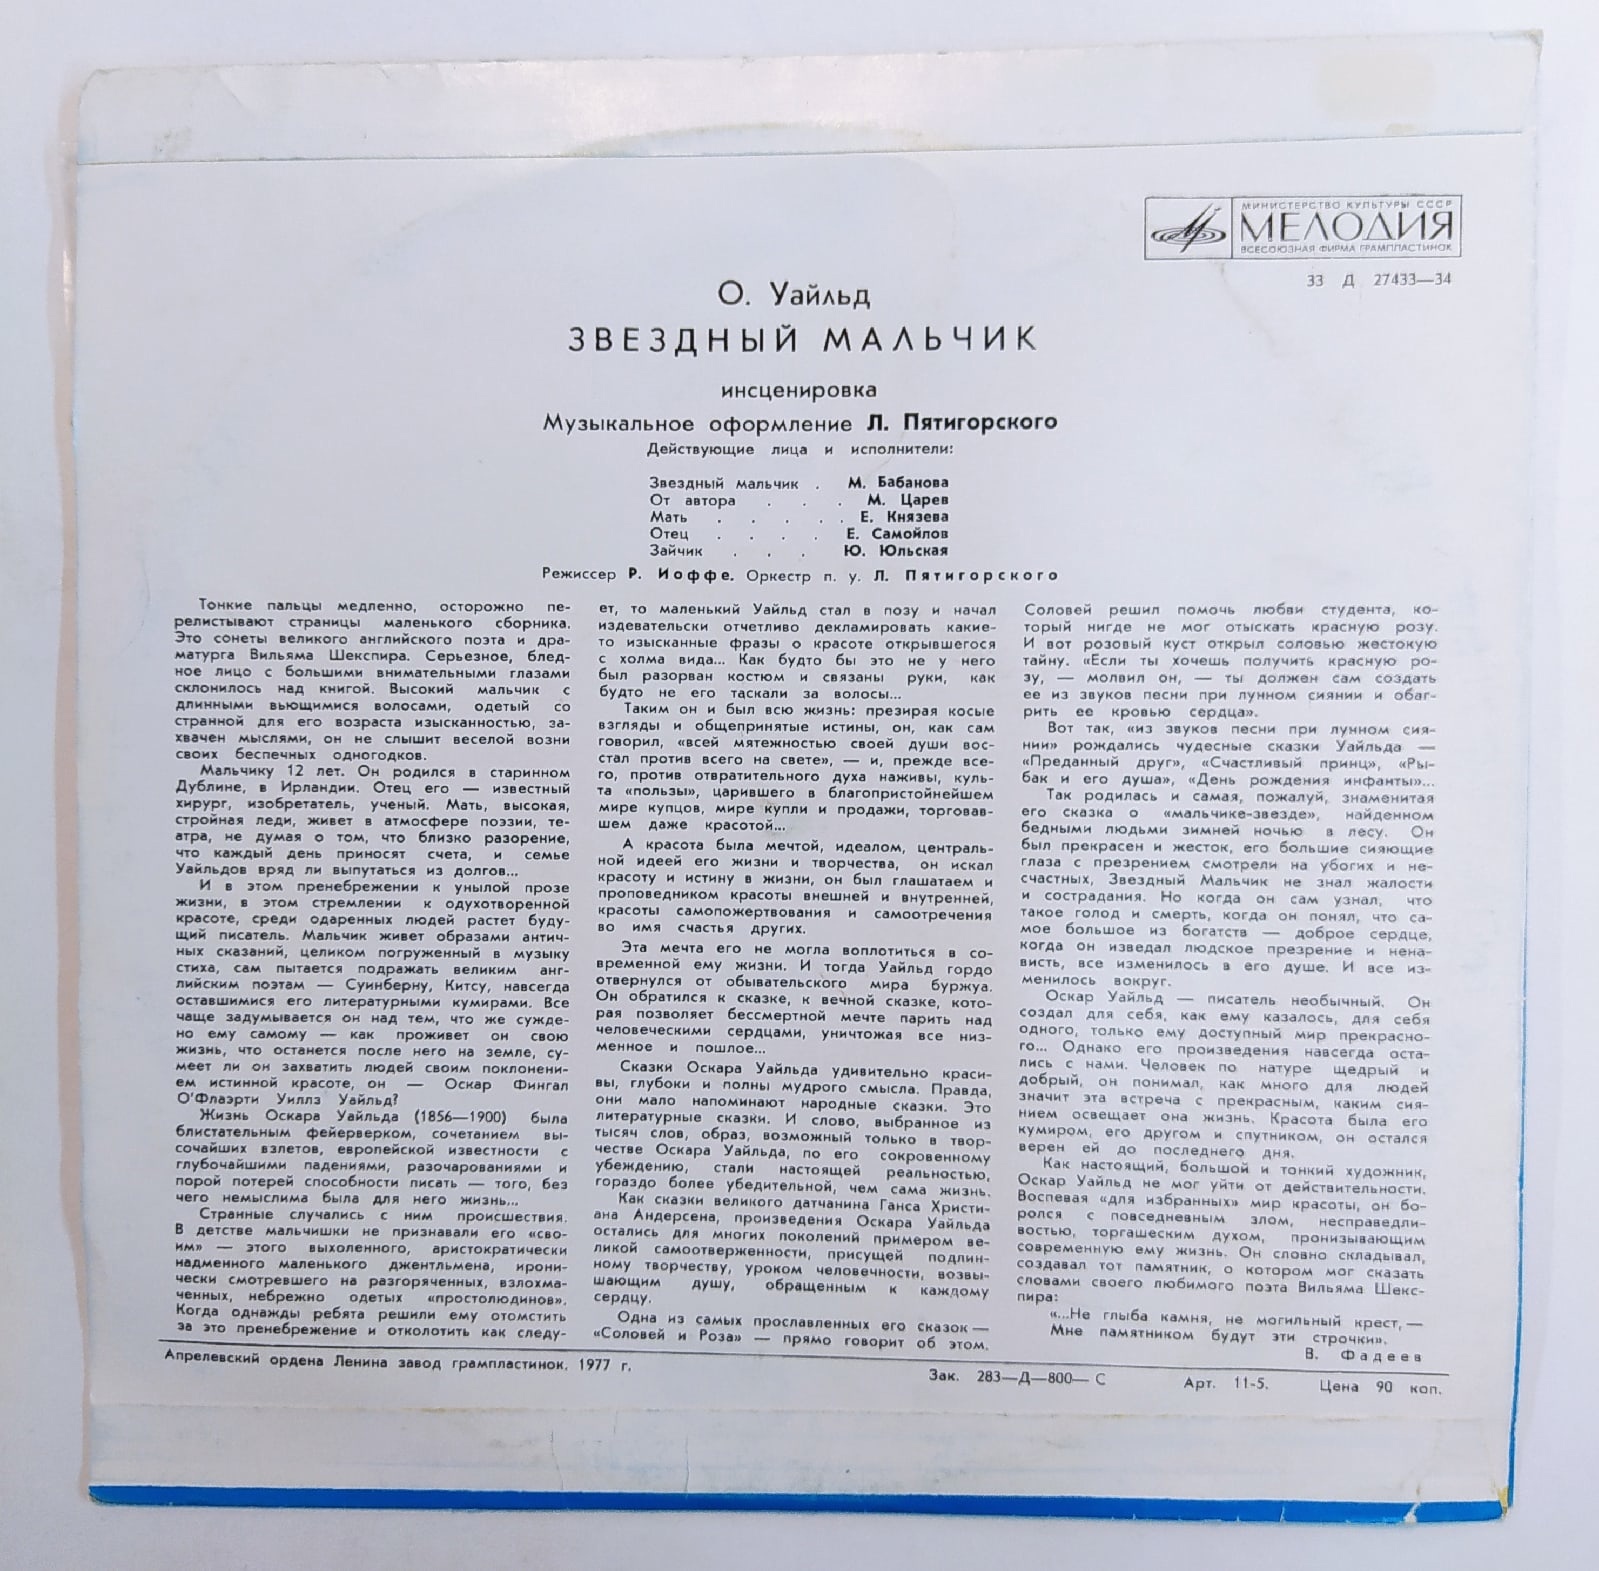 МИНИСТЕРСТВО КУЛЬТУРЫ СССР
МЕЛОДИЯ
ВСЕСОЮЗНАЯ ФИРМА ГРАМПЛАСТИНОК
33 Д 27433—34
О. Уайльд
ЗВЕЗДНЫЙ МАЛЬЧИК
инсценировка
Музыкальное оформление Л. Пятигорского
Действующие лица и исполнители:
Звездный мальчик . М. Бабанова
От автора . . . М. Царев
Мать . . . . . Е. Князева
Отец . . . . Е. Самойлов
Зайчик . . . Ю. Юльская
Режиссер Р. Иоффе. Оркестр п. у. Л. Пятигорского
Тонкие пальцы медленно, осторожно пе-
релистывают страницы маленького сборника.
Это сонеты великого английского поэта и дра-
матурга Вильяма Шекспира. Серьезное, блед-
ное лицо с большими внимательными глазами
склонилось над книгой. Высокий мальчик с
длинными вьющимися волосами, одетый со
странной для его возраста изысканностью, за-
хвачен мыслями, он не слышит веселой возни
своих беспечных одногодков.
Мальчику 12 лет. Он родился в старинном
Дублине, в Ирландии. Отец его — известный
хирург, изобретатель, ученый. Мать, высокая,
стройная леди, живет в атмосфере поэзии, те-
атра, не думая о том, что близко разорение,
что каждый день приносят счета, и семье
Уайльдов вряд ли выпутаться из долгов...
И в этом пренебрежении к унылой прозе
жизни, в этом стремлении к одухотворенной
красоте, среди одаренных людей растет буду-
щий писатель. Мальчик живет образами антич-
ных сказаний, целиком погруженный в музыку
стиха, сам пытается подражать великим анг-
лийским поэтам — Суинберну, Китсу, навсегда
оставшимися его литературными кумирами. Все
чаще задумывается он над тем, что же сужде-
но ему самому — как проживет он свою
жизнь, что останется после него на земле, су-
меет ли он захватить людей своим поклонени-
ем истинной красоте, он — Оскар Фингал
О'Флаэрти Уиллз Уайльд?
Жизнь Оскара Уайльда (1856—1900) была
блистательным фейерверком, сочетанием вы-
сочайших взлетов, европейской известности с
глубочайшими падениями, разочарованиями и
порой потерей способности писать — того, без
чего немыслима была для него жизнь...
Странные случались с ним происшествия.
В детстве мальчишки не признавали его «сво-
им» — этого выхоленного, аристократически
надменного маленького джентльмена, ирони-
чески смотревшего на разгоряченных, взлохма-
ченных, небрежно одетых «простолюдинов».
Когда однажды ребята решили ему отомстить
за это пренебрежение и отколотить как следу-
ет, то маленький Уайльд стал в позу и начал
издевательски отчетливо декламировать какие-
то изысканные фразы о красоте открывшегося
с холма вида... Как будто бы это не у него
был разорван костюм и связаны руки, как
будто не его таскали за волосы...
Таким он и был всю жизнь: презирая косые
взгляды и общепринятые истины, он, как сам
говорил, «всей мятежностью своей души вос-
стал против всего на свете», — и, прежде все-
го, против отвратительного духа наживы, куль-
та «пользы», царившего в благопристойнейшем
мире купцов, мире купли и продажи, торговав-
шем даже красотой...
А красота была мечтой, идеалом, централь-
ной идеей его жизни и творчества, он искал
красоту и истину в жизни, он был глашатаем и
проповедником красоты внешней и внутренней,
красоты самопожертвования и самоотречения
во имя счастья других.
Эта мечта его не могла воплотиться в со-
временной ему жизни. И тогда Уайльд гордо
отвернулся от обывательского мира буржуа.
Он обратился к сказке, к вечной сказке, кото-
рая позволяет бессмертной мечте парить над
человеческими сердцами, уничтожая все низ-
менное и пошлое...
Сказки Оскара Уайльда удивительно краси-
вы, глубоки и полны мудрого смысла. Правда,
они мало напоминают народные сказки. Это
литературные сказки. И слово, выбранное из
тысяч слов, образ, возможный только в твор-
честве Оскара Уайльда, по его сокровенному
убеждению, стали настоящей реальностью,
гораздо более убедительной, чем сама жизнь.
Как сказки великого датчанина Ганса Христи-
ана Андерсена, произведения Оскара Уайльда
остались для многих поколений примером ве-
ликой самоотверженности, присущей подлин-
ному творчеству, уроком человечности, возвы-
шающим душу, обращенным к каждому
сердцу.
Одна из самых прославленных его сказок —
«Соловей и Роза» — прямо говорит об этом.
Соловей решил помочь любви студента, ко-
торый нигде не мог отыскать красную розу.
И вот розовый куст открыл соловью жестокую
тайну. «Если ты хочешь получить красную ро-
зу, — молвил он, — ты должен сам создать
ее из звуков песни при лунном сиянии и обаг-
рить ее кровью сердца».
Вот так, «из звуков песни при лунном сия-
нии» рождались чудесные сказки Уайльда —
«Преданный друг», «Счастливый принц», «Ры-
бак и его душа», «День рождения инфанты»...
Так родилась и самая, пожалуй, знаменитая
его сказка о «мальчике-звезде», найденном
бедными людьми зимней ночью в лесу. Он
был прекрасен и жесток, его большие сияющие
глаза с презрением смотрели на убогих и не-
счастных, Звездный Мальчик не знал жалости
и сострадания. Но когда он сам узнал, что
такое голод и смерть, когда он понял, что са-
мое большое из богатств — доброе сердце,
когда он изведал людское презрение и нена-
висть, все изменилось в его душе. И все из-
менилось вокруг.
Оскар Уайльд — писатель необычный. Он
создал для себя, как ему казалось, для себя
одного, только ему доступный мир прекрасно-
го... Однако его произведения навсегда оста-
лись с нами. Человек по натуре щедрый и
добрый, он понимал, как много для людей
значит эта встреча с прекрасным, каким сия-
нием освещает она жизнь. Красота была его
кумиром, его другом и спутником, он остался
верен ей до последнего дня.
Как настоящий, большой и тонкий художник,
Оскар Уайльд не мог уйти от действительности.
Воспевая «для избранных» мир красоты, он бо-
ролся с повседневным злом, несправедли-
востью, торгашеским духом, пронизывающим
современную ему жизнь. Он словно складывал,
создавал тот памятник, о котором мог сказать
словами своего любимого поэта Вильяма Шекс-
пира:
«...Не глыба камня, не могильный крест, —
Мне памятником будут эти строчки».
В. Фадеев
Апрелевский ордена Ленина завод грампластинок, 1977 г.
Зак. 283—Д—800— С Арт. 11-5. Цена 90 коп.